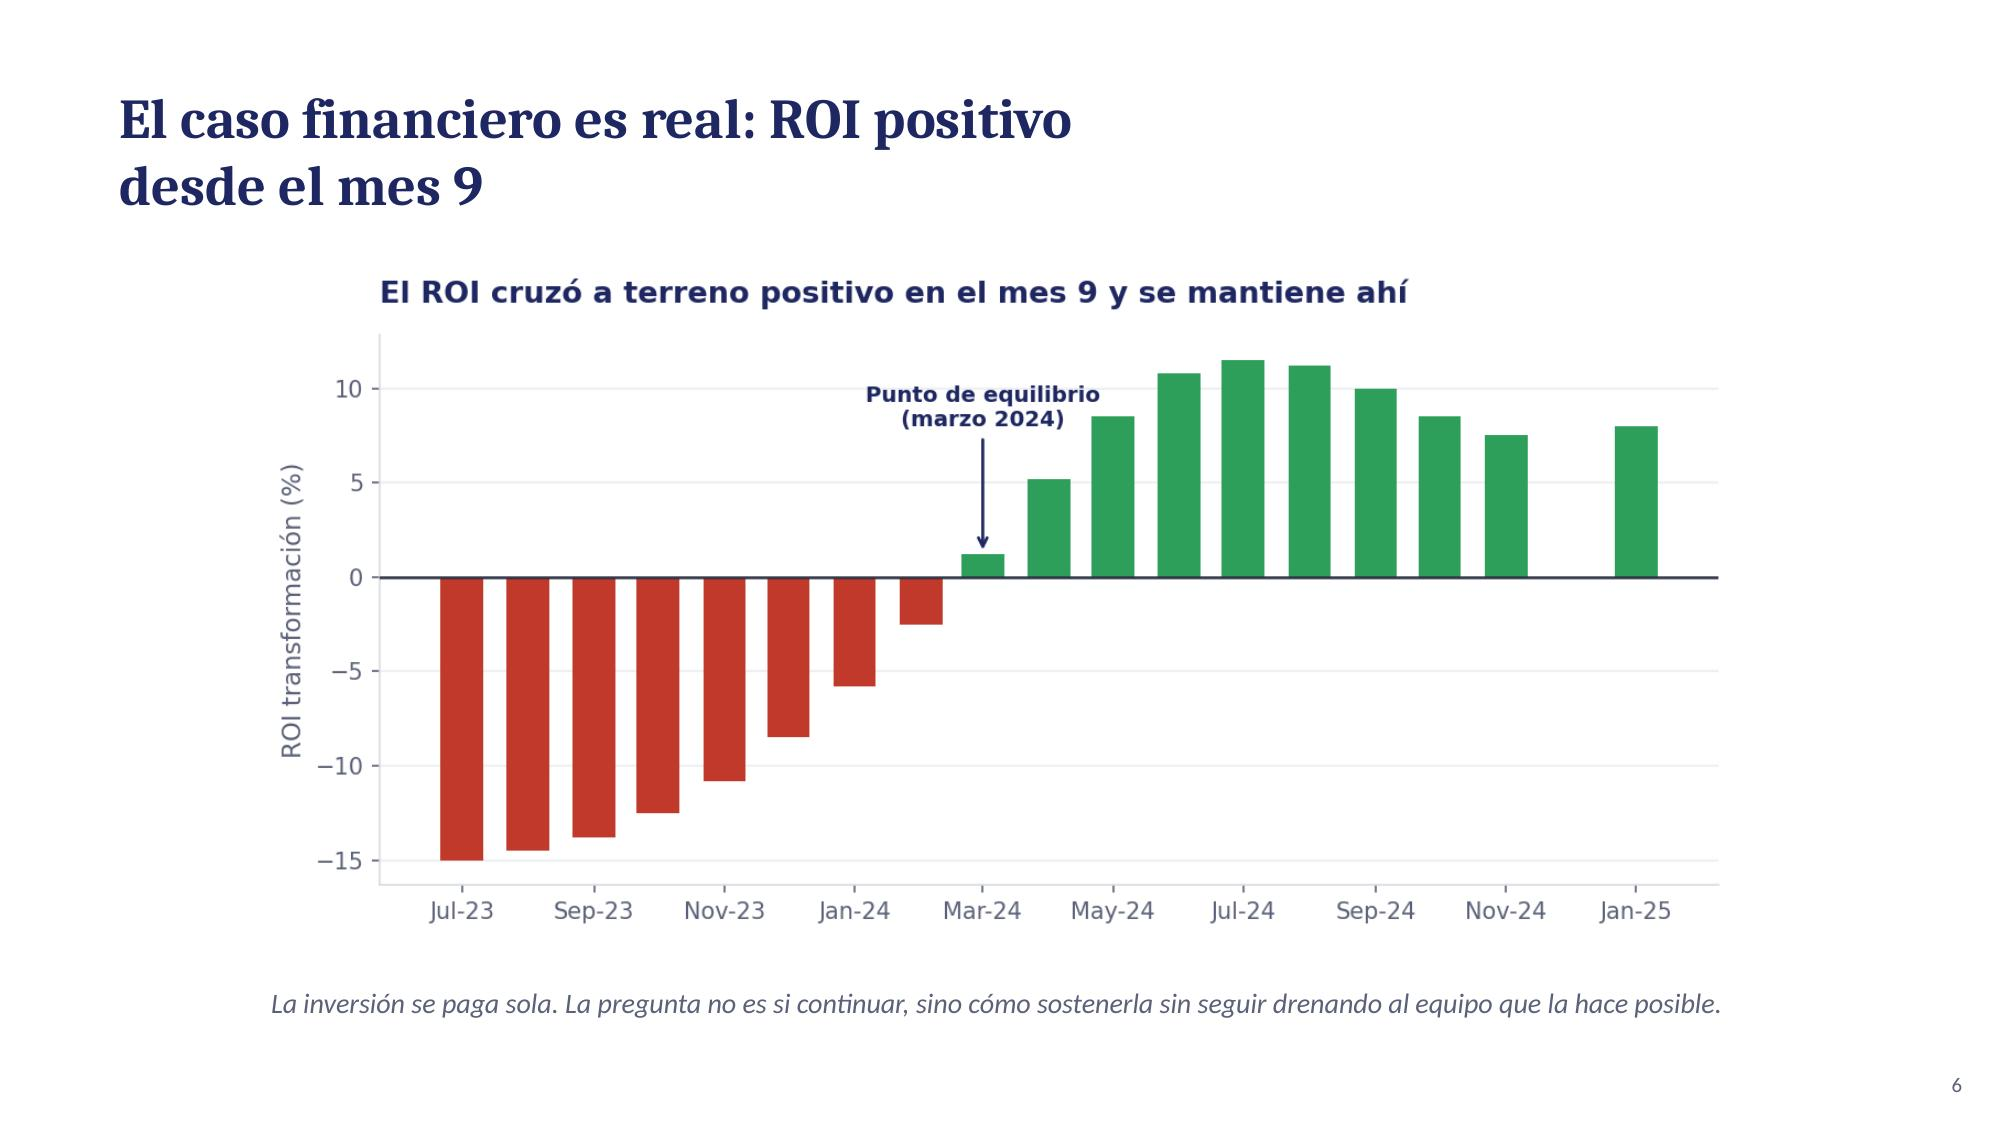 El caso financiero es real: ROI positivo
desde el mes 9
El ROI cruzó a terreno positivo en el mes 9 y se mantiene ahí
Punto de equilibrio
(marzo 2024)
ROI transformación (%)
10
5
0
−5
−10
−15
Jul-23
Sep-23
Nov-23
Jan-24
Mar-24
May-24
Jul-24
Sep-24
Nov-24
Jan-25
La inversión se paga sola. La pregunta no es si continuar, sino cómo sostenerla sin seguir drenando al equipo que la hace posible.
6